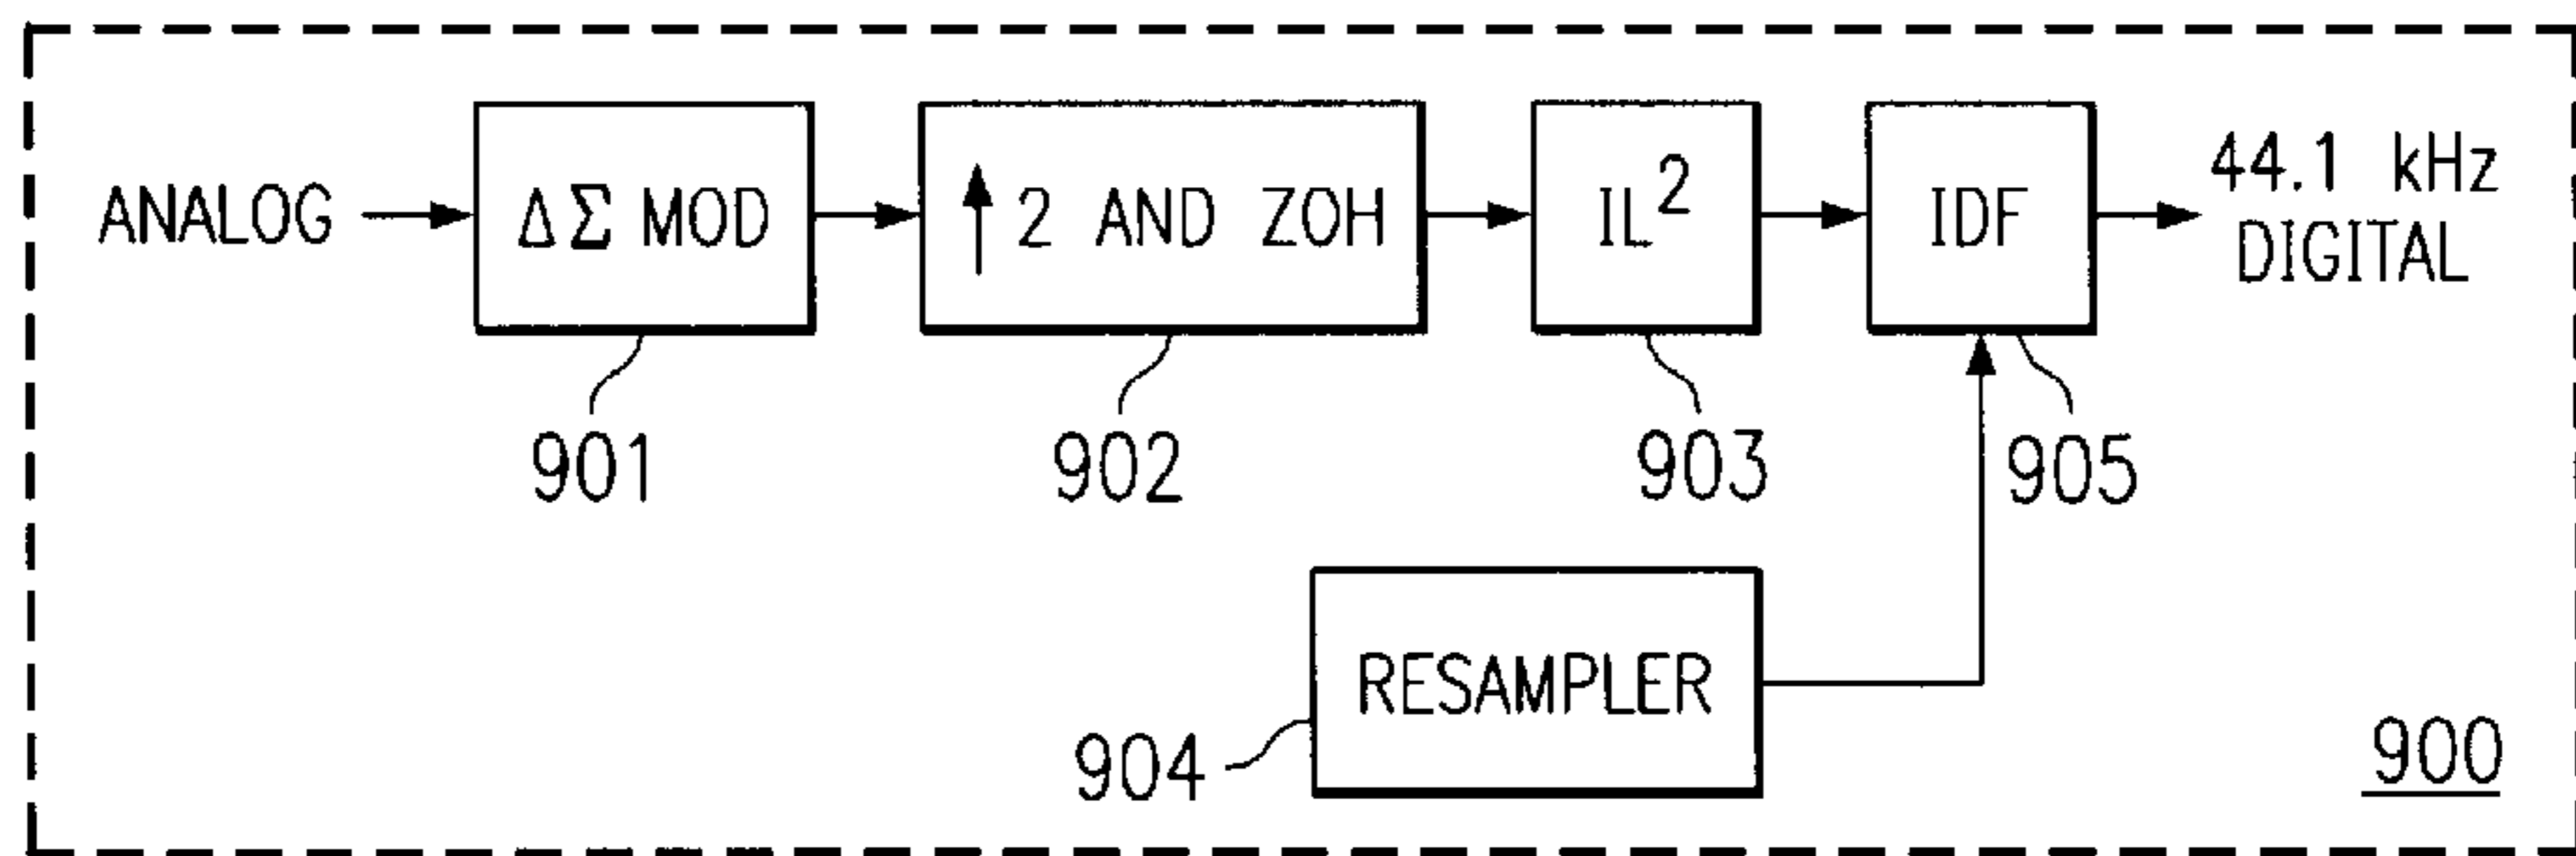 ANALOG
ΔΣ MOD
↑ 2 AND ZOH
IL²
IDF
44.1 kHz
DIGITAL
901
902
903
905
RESAMPLER
904
900